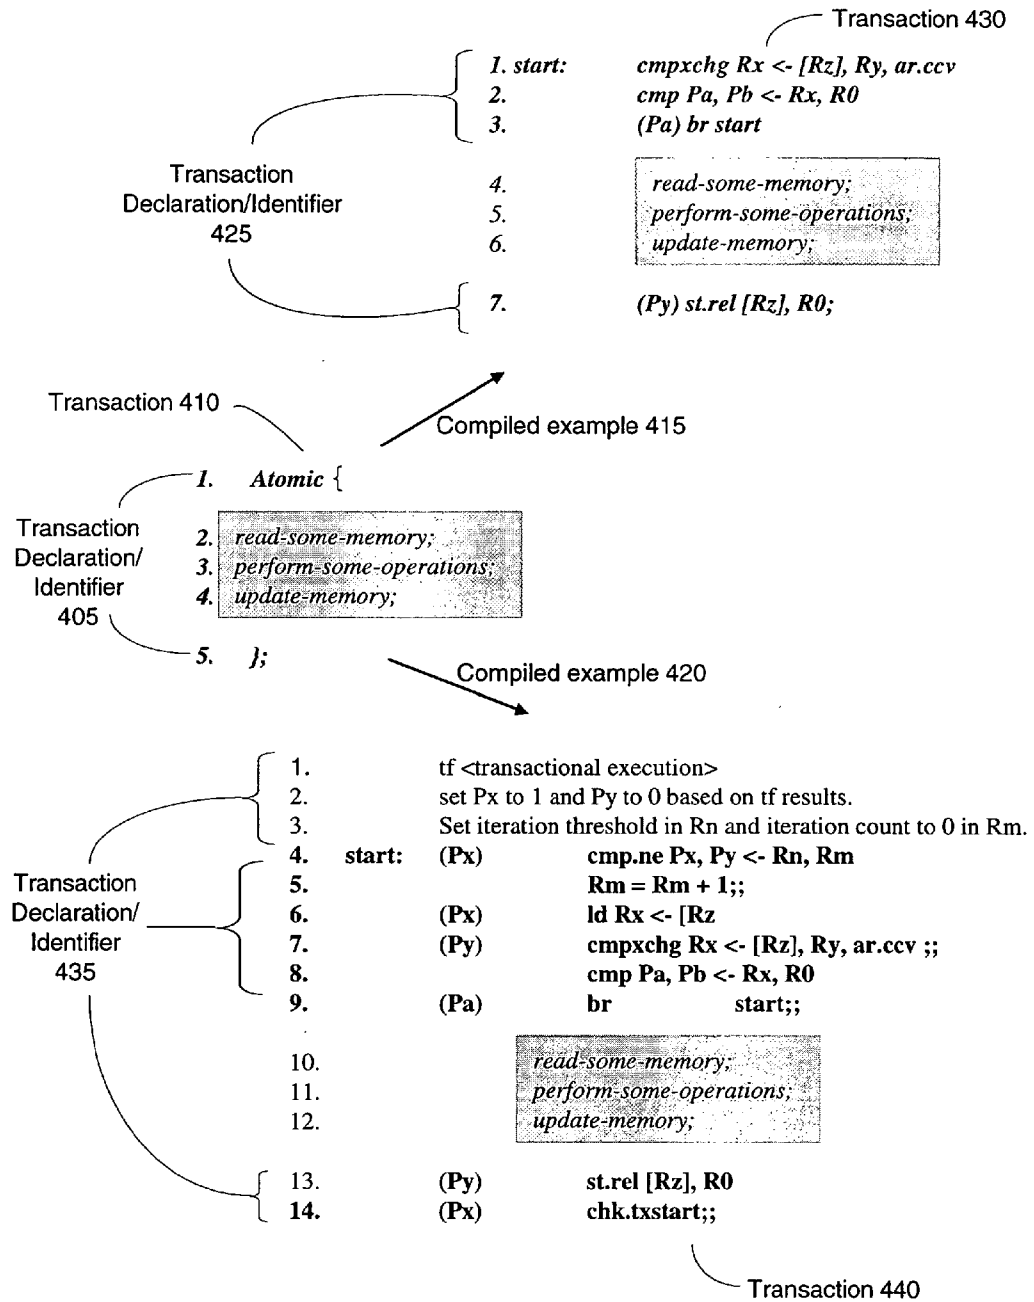 Transaction 430
1. start: cmpxchg Rx <- [Rz], Ry, ar.ccv
2. cmp Pa, Pb <- Rx, R0
3. (Pa) br start
Transaction
Declaration/Identifier
425
4. read-some-memory;
5. perform-some-operations;
6. update-memory;
7. (Py) st.rel [Rz], R0;
Transaction 410
Compiled example 415
1. Atomic {
Transaction
Declaration/
Identifier
405
2. read-some-memory;
3. perform-some-operations;
4. update-memory;
5. };
Compiled example 420
1. tf <transactional execution>
2. set Px to 1 and Py to 0 based on tf results.
3. Set iteration threshold in Rn and iteration count to 0 in Rm.
4. start: (Px) cmp.ne Px, Py <- Rn, Rm
5. Rm = Rm + 1;;
6. (Px) ld Rx <- [Rz
7. (Py) cmpxchg Rx <- [Rz], Ry, ar.ccv ;;
8. cmp Pa, Pb <- Rx, R0
9. (Pa) br start;;
Transaction
Declaration/
Identifier
435
10. read-some-memory;
11. perform-some-operations;
12. update-memory;
13. (Py) st.rel [Rz], R0
14. (Px) chk.txstart;;
Transaction 440